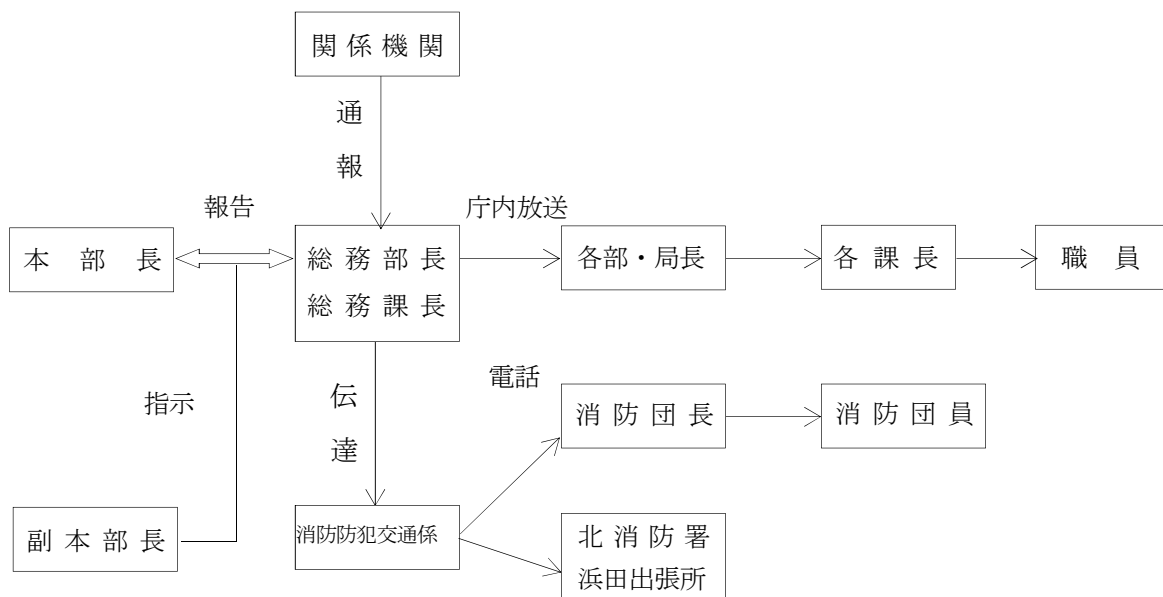 関係機関
通報
報告
庁内放送
本部長
総務部長
総務課長
各部・局長
各課長
職員
指示
伝達
電話
消防団長
消防団員
副本部長
消防防犯交通係
北消防署
浜田出張所